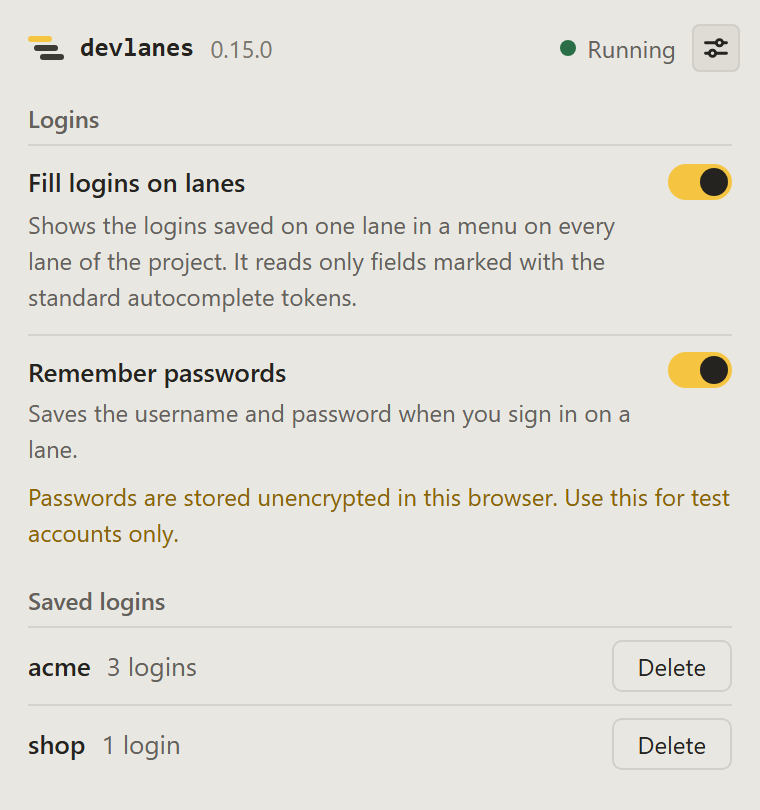 devlanes 0.15.0 Running
Logins
Fill logins on lanes
Shows the logins saved on one lane in a menu on every
lane of the project. It reads only fields marked with the
standard autocomplete tokens.
Remember passwords
Saves the username and password when you sign in on a
lane.
Passwords are stored unencrypted in this browser. Use this for test
accounts only.
Saved logins
acme 3 logins Delete
shop 1 login Delete